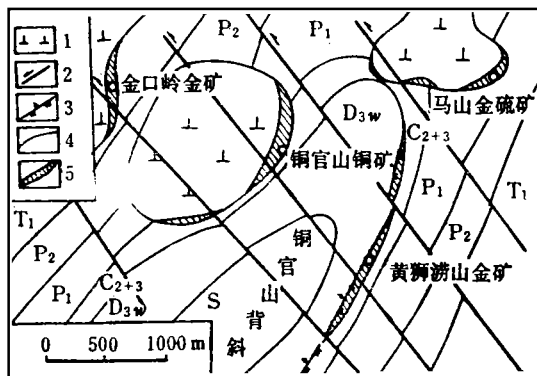 1
2
3
4
5
P₂
P₁
金口岭金矿
马山金硫矿
D₃w
C₂₊₃
铜官山铜矿
P₁
T₁
P₂
T₁
P₂
P₁
C₂₊₃
D₃w
S
铜官山背斜
黄狮涝山金矿
0 500 1000 m